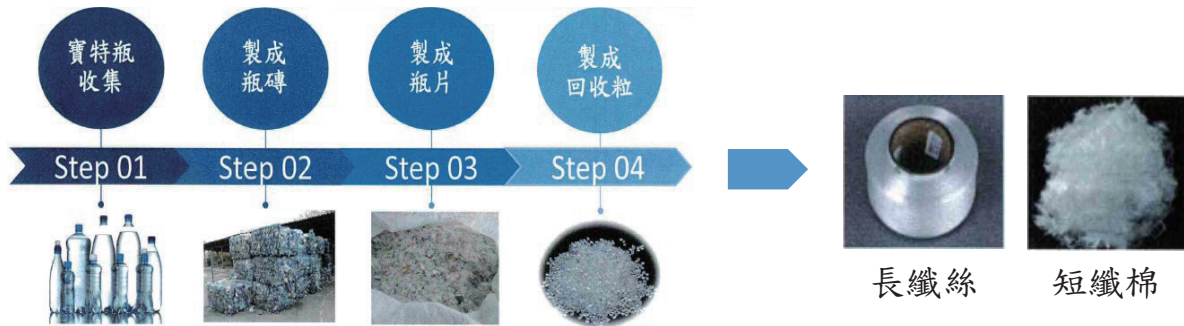 寶特瓶
收集
製成
瓶磚
製成
瓶片
製成
回收粒
Step 01
Step 02
Step 03
Step 04
長纖絲
短纖棉